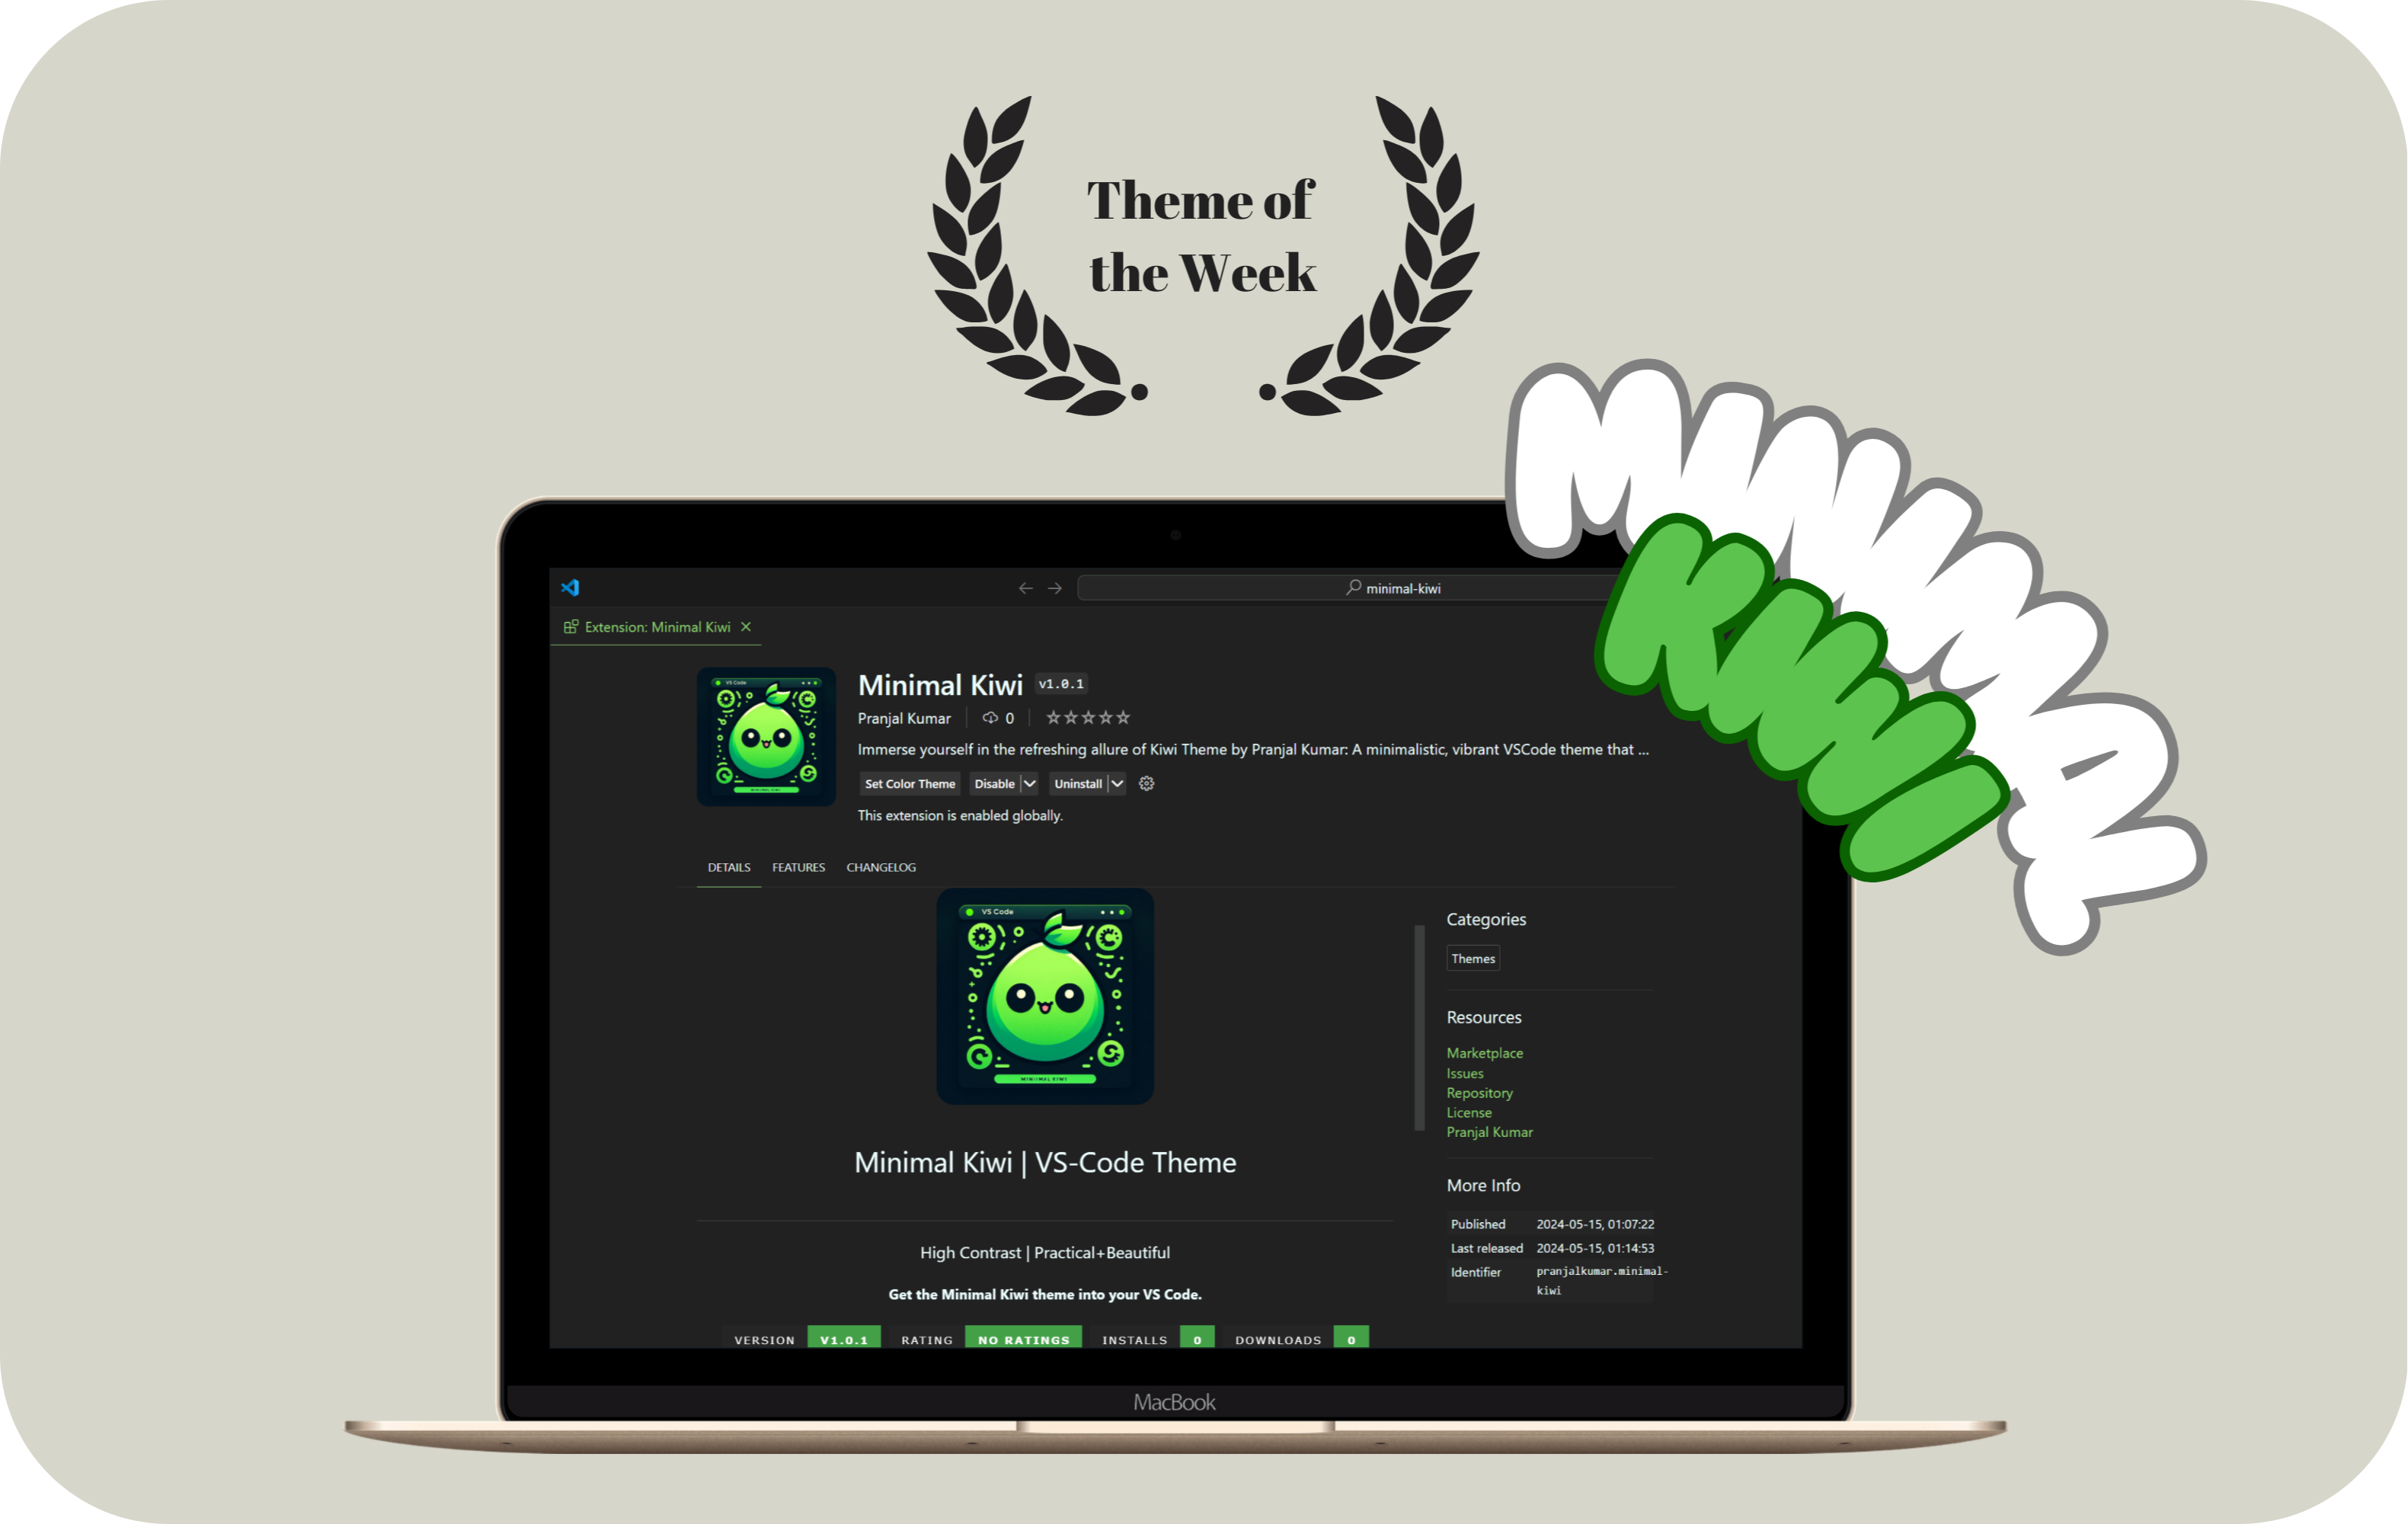 Theme of
the Week
MINIMAL
KIWI
minimal-kiwi
Extension: Minimal Kiwi
VS Code
MINIMAL KIWI
Minimal Kiwi v1.0.1
Pranjal Kumar 0
Immerse yourself in the refreshing allure of Kiwi Theme by Pranjal Kumar: A minimalistic, vibrant VSCode theme that ...
Set Color Theme Disable Uninstall
This extension is enabled globally.
DETAILS FEATURES CHANGELOG
VS Code
MINIMAL KIWI
Minimal Kiwi | VS-Code Theme
High Contrast | Practical+Beautiful
Get the Minimal Kiwi theme into your VS Code.
VERSION V1.0.1 RATING NO RATINGS INSTALLS 0 DOWNLOADS 0
Categories
Themes
Resources
Marketplace
Issues
Repository
License
Pranjal Kumar
More Info
Published 2024-05-15, 01:07:22
Last released 2024-05-15, 01:14:53
Identifier pranjalkumar.minimal-
kiwi
MacBook